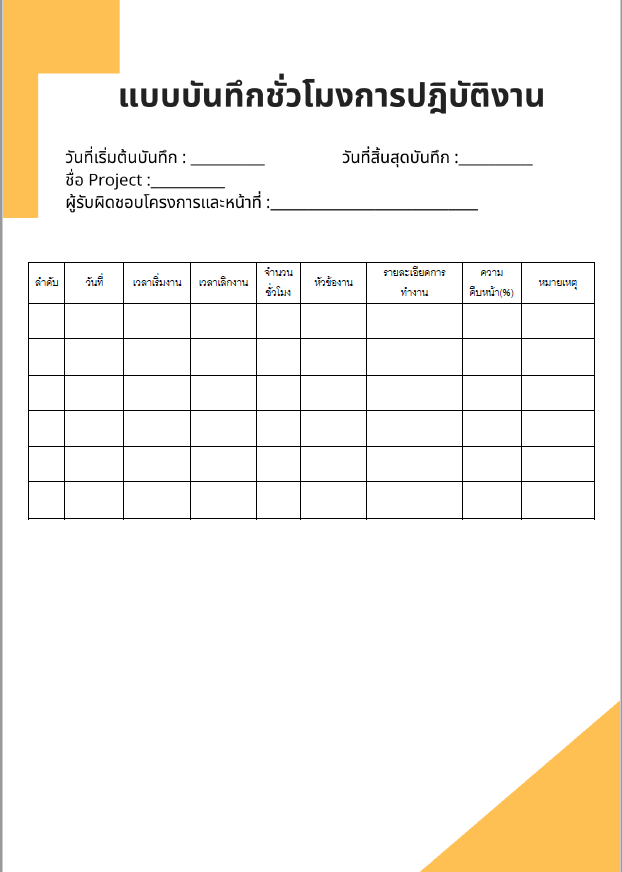 แบบบันทึกชั่วโมงการปฎิบัติงาน
วันที่เริ่มต้นบันทึก : __________ วันที่สิ้นสุดบันทึก :__________
ชื่อ Project :__________
ผู้รับผิดชอบโครงการและหน้าที่ :____________________________
ลำดับ วันที่ เวลาเริ่มงาน เวลาเลิกงาน จำนวน ชั่วโมง หัวข้องาน รายละเอียดการ ทำงาน ความ คืบหน้า(%) หมายเหตุ